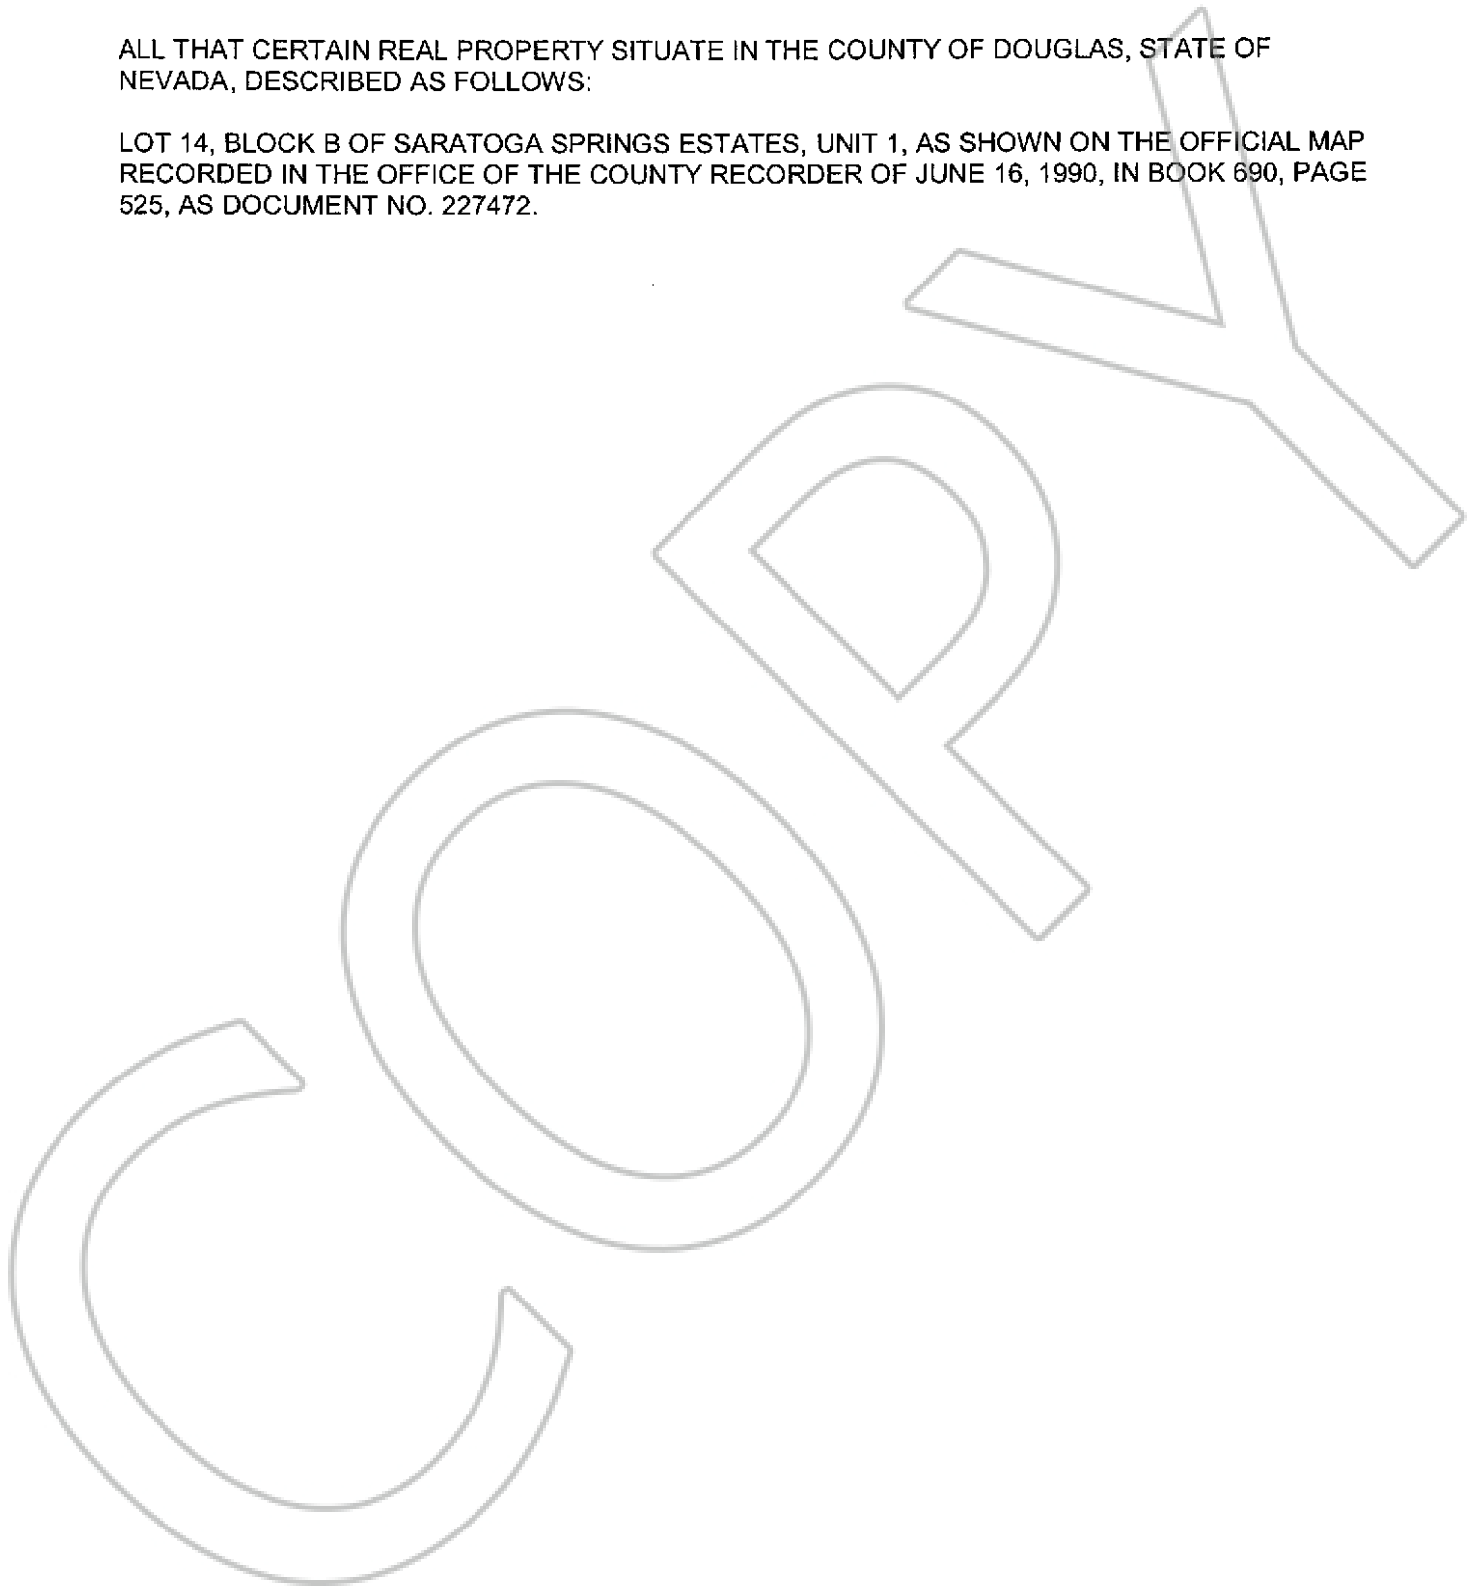 ALL THAT CERTAIN REAL PROPERTY SITUATE IN THE COUNTY OF DOUGLAS, STATE OF
NEVADA, DESCRIBED AS FOLLOWS:
LOT 14, BLOCK B OF SARATOGA SPRINGS ESTATES, UNIT 1, AS SHOWN ON THE OFFICIAL MAP
RECORDED IN THE OFFICE OF THE COUNTY RECORDER OF JUNE 16, 1990, IN BOOK 690, PAGE
525, AS DOCUMENT NO. 227472.
COPY